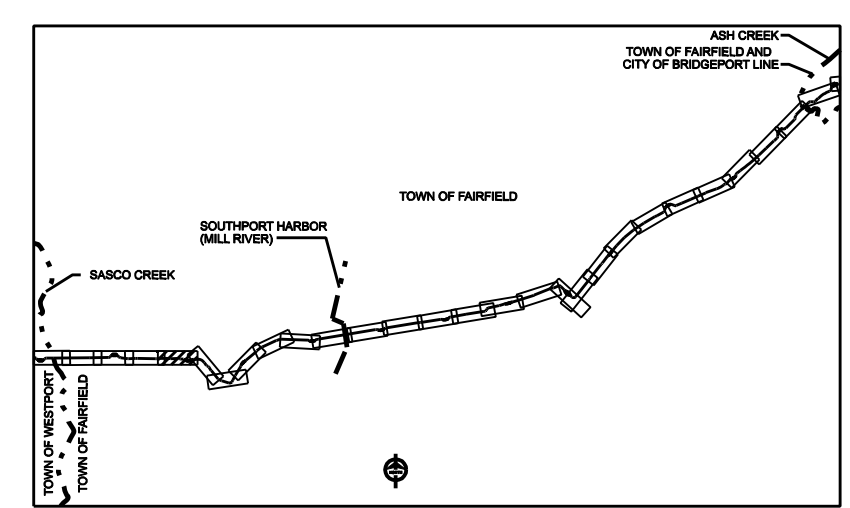 ASH CREEK
TOWN OF FAIRFIELD AND
CITY OF BRIDGEPORT LINE
TOWN OF FAIRFIELD
SOUTHPORT HARBOR
(MILL RIVER)
SASCO CREEK
TOWN OF WESTPORT
TOWN OF FAIRFIELD